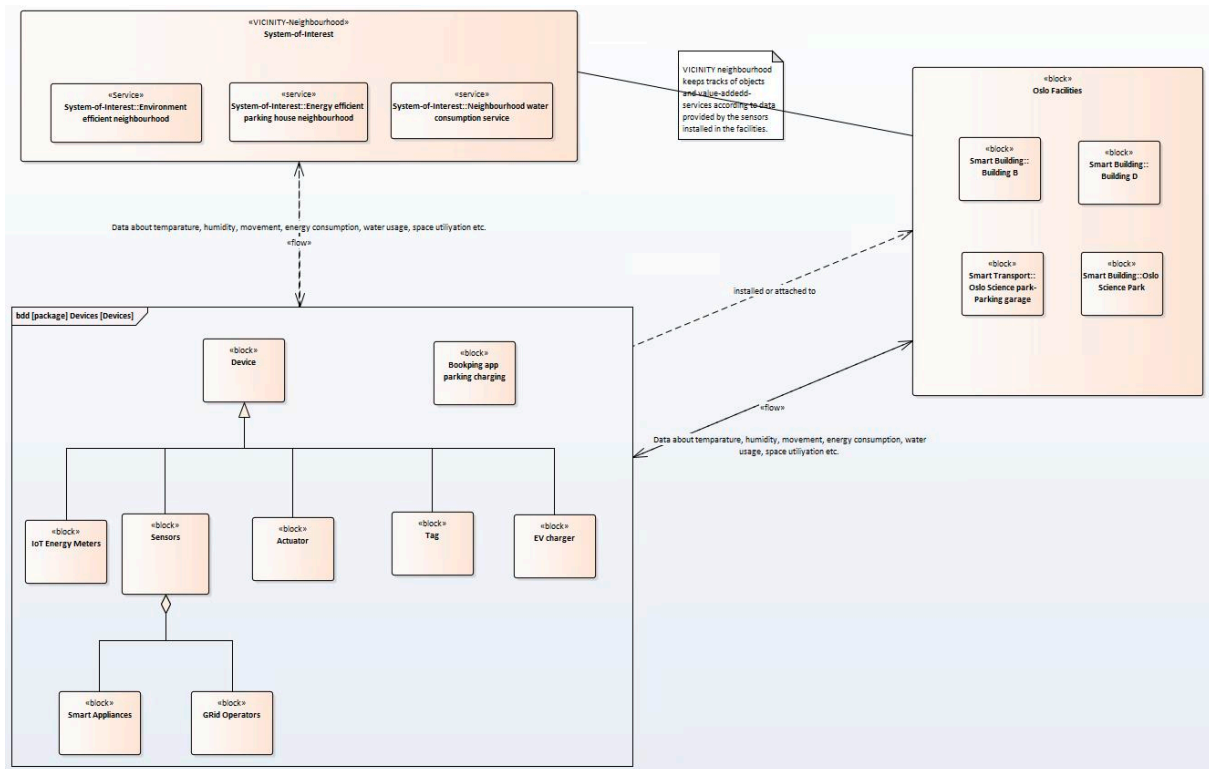 «VICINITY-Neighbourhood»
System-of-Interest
«Service»
System-of-Interest::Environment
efficient neighbourhood
«service»
System-of-Interest::Energy efficient
parking house neighbourhood
«service»
System-of-Interest::Neighbourhood water
consumption service
VICINITY neighbourhood
keeps tracks of objects
and value-addedd-
services according to data
provided by the sensors
installed in the facilities.
«block»
Oslo Facilities
«block»
Smart Building::
Building B
«block»
Smart Building::
Building D
«block»
Smart Transport::
Oslo Science park-
Parking garage
«block»
Smart Building::Oslo
Science Park
Data about temparature, humidity, movement, energy consumption, water usage, space utiliyation etc.
«flow»
installed or attached to
«flow»
Data about temparature, humidity, movement, energy consumption, water
usage, space utiliyation etc.
bdd [package] Devices [Devices]
«block»
Device
«block»
Bookping app
parking charging
«block»
IoT Energy Meters
«block»
Sensors
«block»
Actuator
«block»
Tag
«block»
EV charger
«block»
Smart Appliances
«block»
GRid Operators